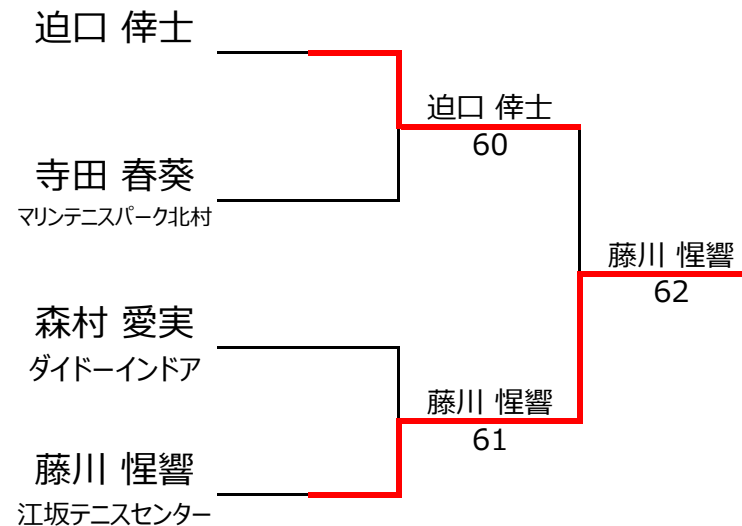 迫口 倖士
迫口 倖士
60
寺田 春葵
マリンテニスパーク北村
藤川 惺響
62
森村 愛実
ダイドーインドア
藤川 惺響
61
藤川 惺響
江坂テニスセンター